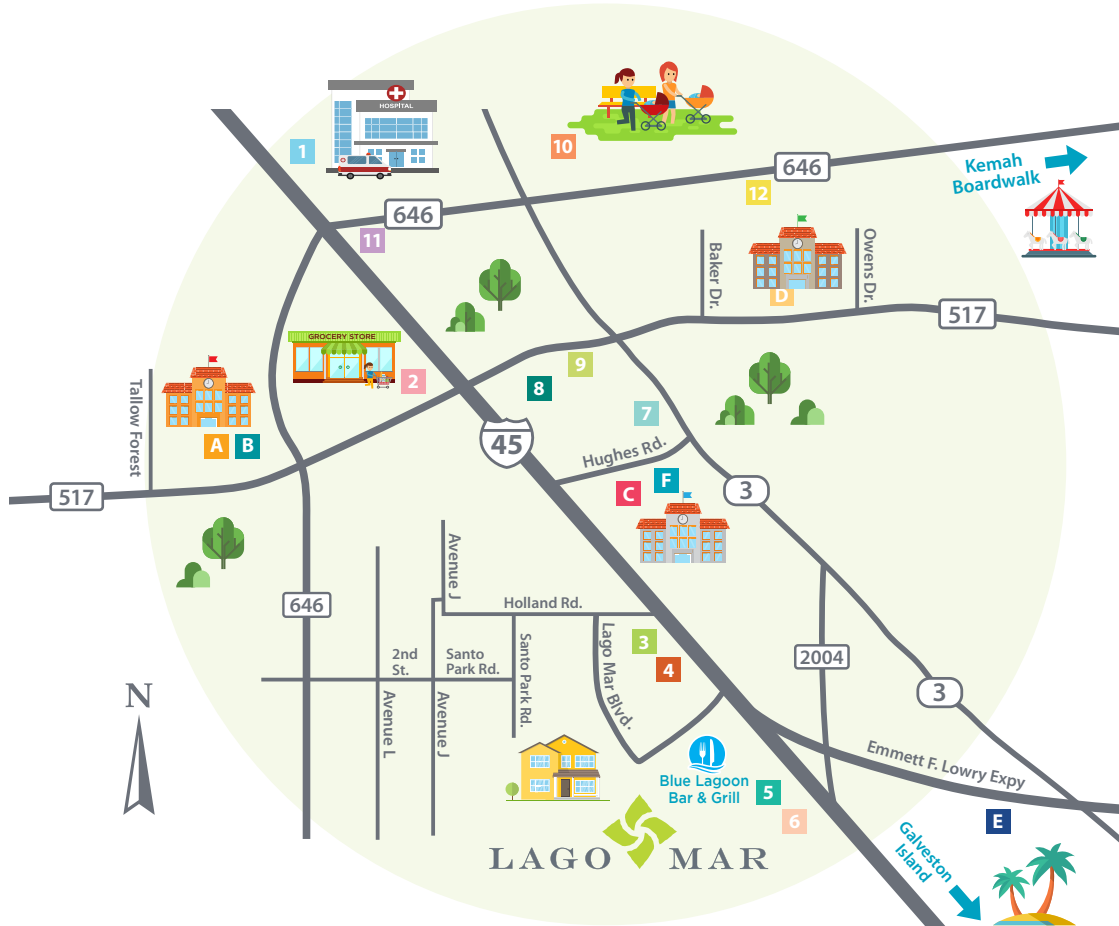 HOSPITAL
1
10
646
12
Kemah
Boardwalk
646
11
Baker Dr.
Owens Dr.
D
517
GROCERY STORE
2
9
8
7
Tallow Forest
A
B
45
Hughes Rd.
517
C
F
3
Avenue J
646
Holland Rd.
3
4
Lago Mar Blvd.
2nd
St.
Santo
Park Rd.
Santo Park Rd.
2004
3
N
Avenue L
Avenue J
Emmett F. Lowry Expy
Blue Lagoon
Bar & Grill
5
6
E
Galveston
Island
LAGO MAR